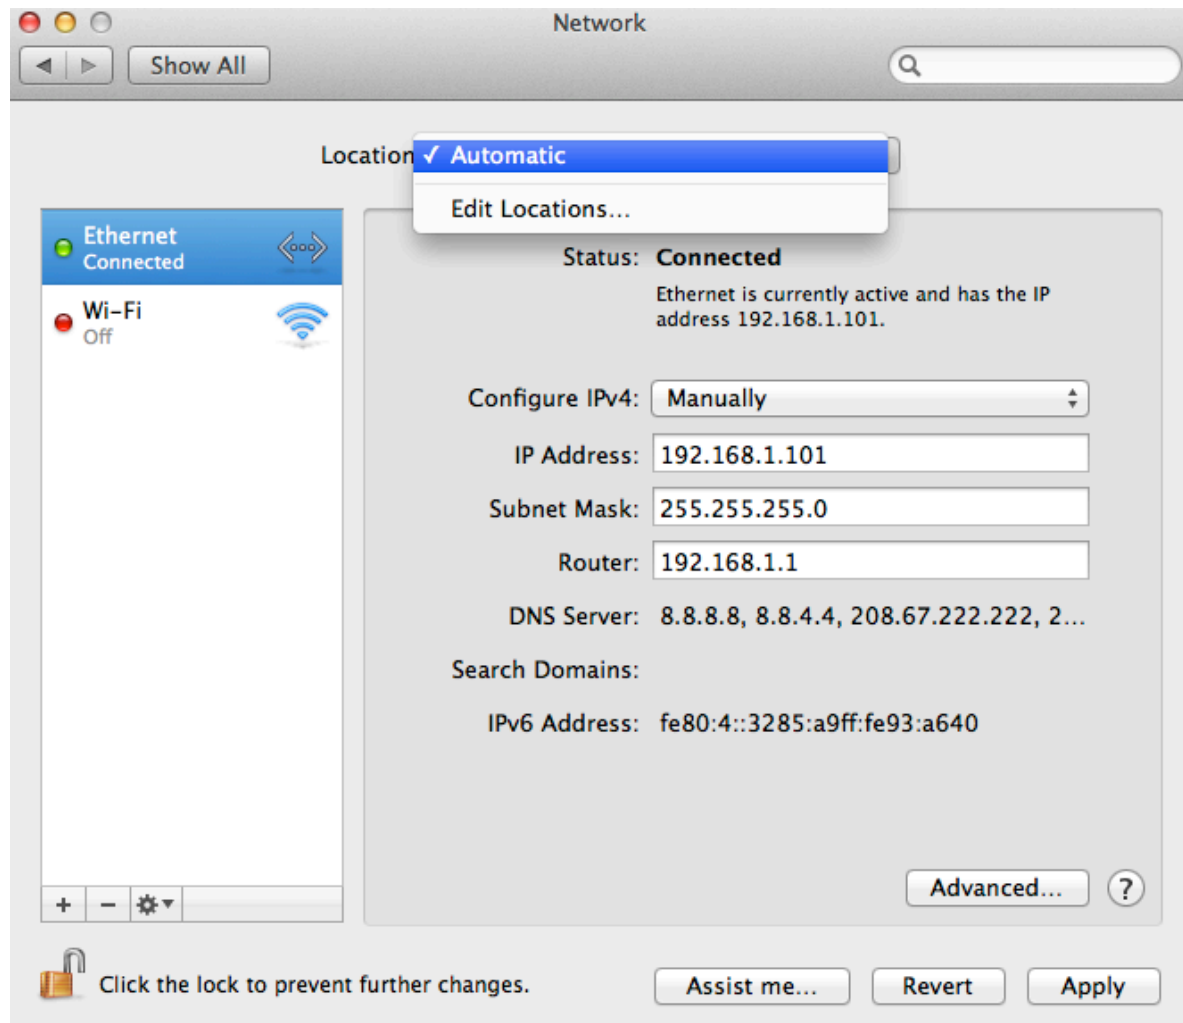 Network
Show All
Location
✓ Automatic
Edit Locations...
Ethernet
Connected
Wi-Fi
Off
Status: Connected
Ethernet is currently active and has the IP
address 192.168.1.101.
Configure IPv4: Manually
IP Address: 192.168.1.101
Subnet Mask: 255.255.255.0
Router: 192.168.1.1
DNS Server: 8.8.8.8, 8.8.4.4, 208.67.222.222, 2...
Search Domains:
IPv6 Address: fe80:4::3285:a9ff:fe93:a640
Advanced... ?
+ −
Click the lock to prevent further changes.
Assist me... Revert Apply